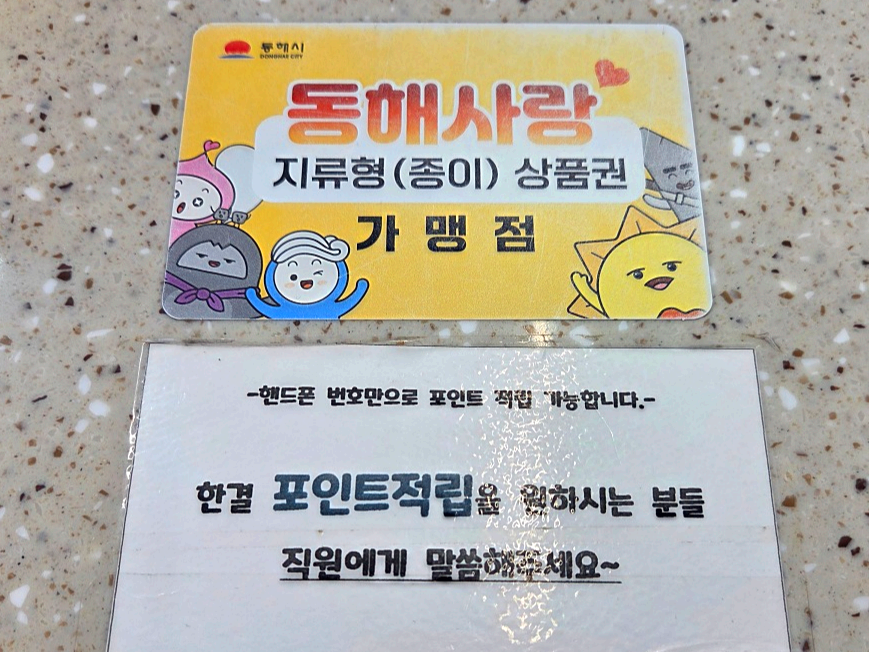 동해시
DONGHAE CITY
동해사랑
지류형(종이) 상품권
가맹점
-핸드폰 번호만으로 포인트 적립 가능합니다.-
한결 포인트적립을 원하시는 분들
직원에게 말씀해주세요~